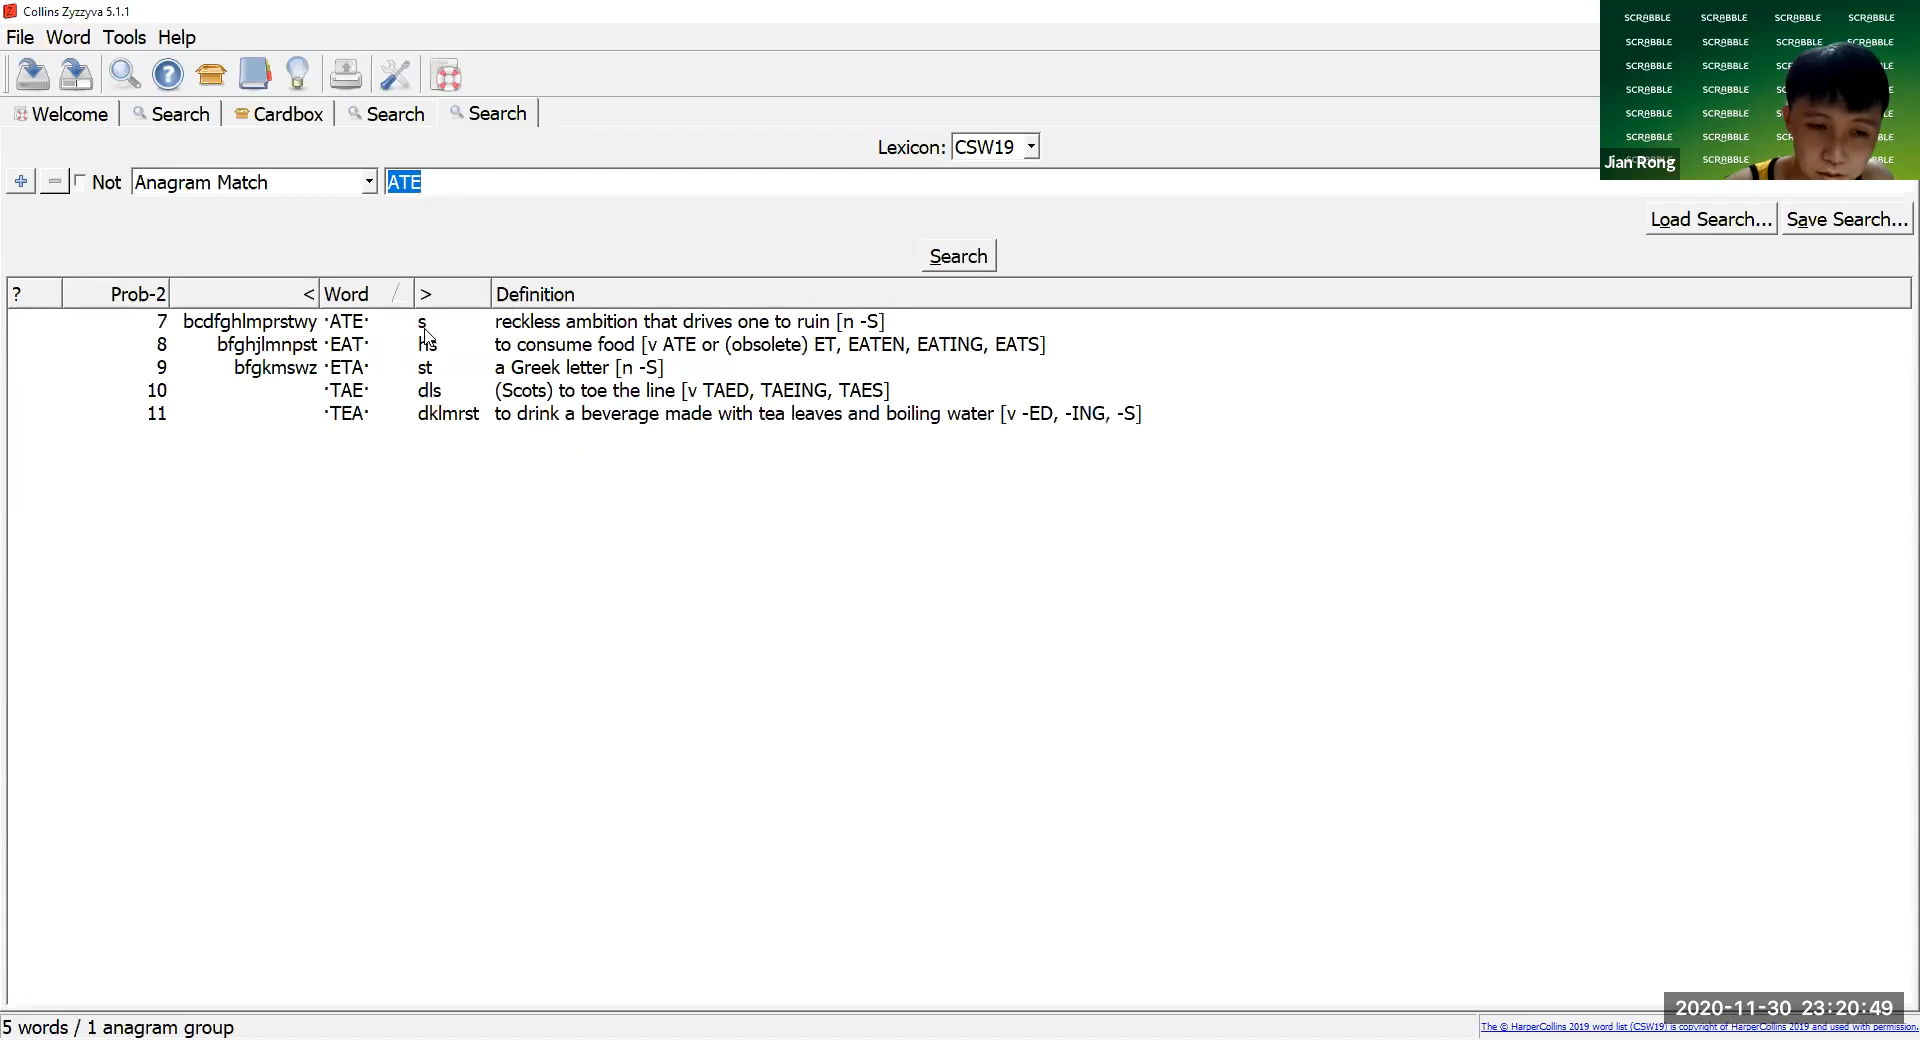 Collins Zyzzyva 5.1.1
File Word Tools Help
Welcome Search Cardbox Search Search
Lexicon: CSW19
+ - Not Anagram Match ATE
Load Search... Save Search...
Search
? Prob-2 < Word / > Definition
7 bcdfghlmprstwy ·ATE· s reckless ambition that drives one to ruin [n -S]
8 bfghjlmnpst ·EAT· hs to consume food [v ATE or (obsolete) ET, EATEN, EATING, EATS]
9 bfgkmswz ·ETA· st a Greek letter [n -S]
10 ·TAE· dls (Scots) to toe the line [v TAED, TAEING, TAES]
11 ·TEA· dklmrst to drink a beverage made with tea leaves and boiling water [v -ED, -ING, -S]
5 words / 1 anagram group
SCRABBLE SCRABBLE SCRABBLE SCRABBLE
SCRABBLE SCRABBLE SCRABBLE SCRABBLE
SCRABBLE SCRABBLE SCRABBLE
SCRABBLE SCRABBLE
SCRABBLE SCRABBLE
SCRABBLE SCRABBLE
SCRABBLE
Jian Rong
2020-11-30 23:20:49
The © HarperCollins 2019 word list (CSW19) is copyright of HarperCollins 2019 and used with permission.